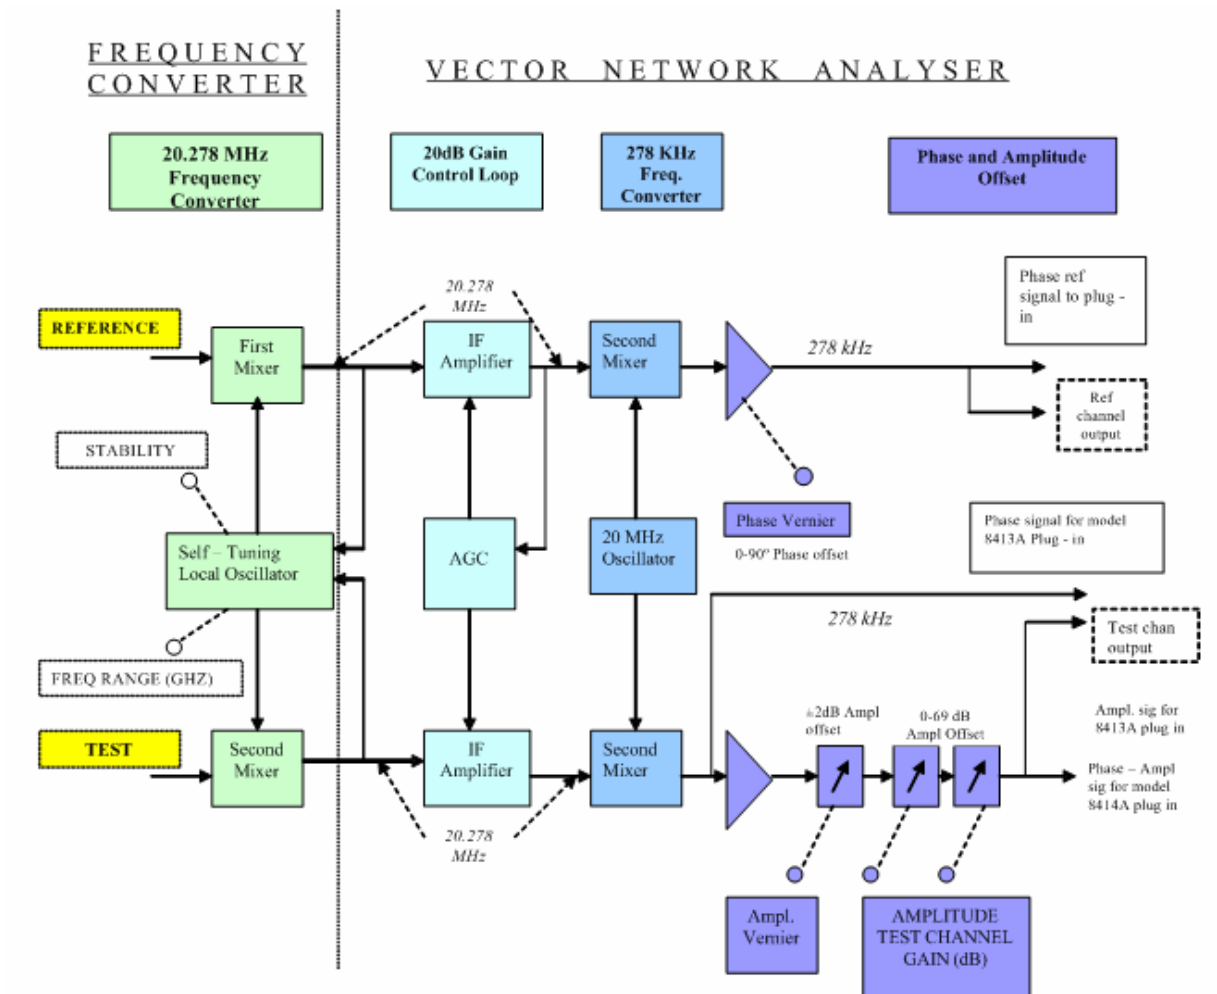 FREQUENCY
CONVERTER
VECTOR NETWORK ANALYSER
20.278 MHz
Frequency
Converter
20dB Gain
Control Loop
278 KHz
Freq.
Converter
Phase and Amplitude
Offset
REFERENCE
First
Mixer
20.278
MHz
IF
Amplifier
Second
Mixer
278 kHz
Phase ref
signal to plug -
in
Ref
channel
output
STABILITY
Self – Tuning
Local Oscillator
AGC
20 MHz
Oscillator
Phase Vernier
0-90º Phase offset
Phase signal for model
8413A Plug - in
278 kHz
Test chan
output
FREQ RANGE (GHZ)
TEST
Second
Mixer
IF
Amplifier
Second
Mixer
±2dB Ampl
offset
0-69 dB
Ampl Offset
Ampl. sig for
8413A plug in
Phase – Ampl
sig for model
8414A plug in
20.278
MHz
Ampl.
Vernier
AMPLITUDE
TEST CHANNEL
GAIN (dB)